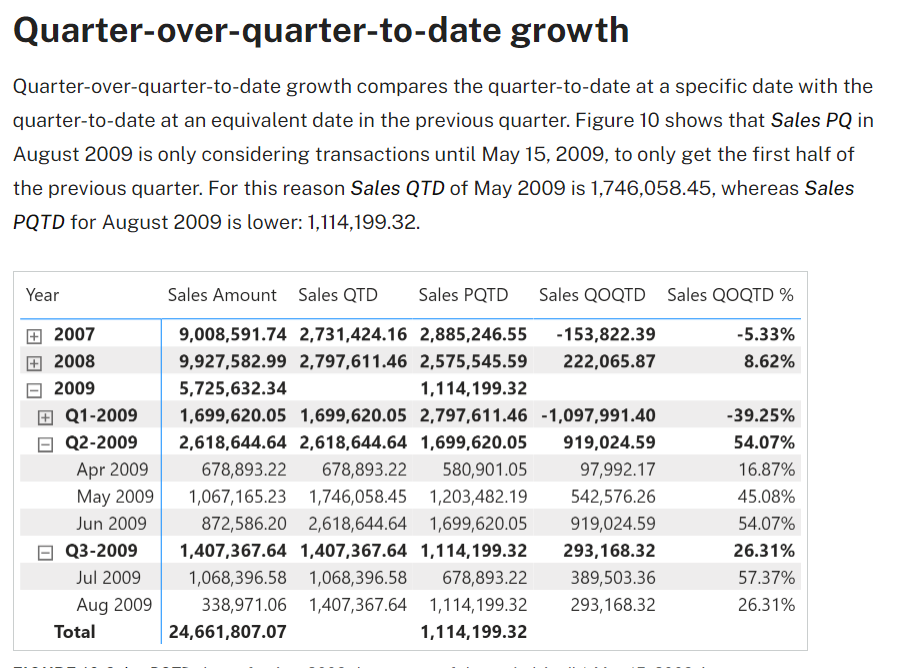 Quarter-over-quarter-to-date growth
Quarter-over-quarter-to-date growth compares the quarter-to-date at a specific date with the
quarter-to-date at an equivalent date in the previous quarter. Figure 10 shows that Sales PQ in
August 2009 is only considering transactions until May 15, 2009, to only get the first half of
the previous quarter. For this reason Sales QTD of May 2009 is 1,746,058.45, whereas Sales
PQTD for August 2009 is lower: 1,114,199.32.
Year Sales Amount Sales QTD Sales PQTD Sales QOQTD Sales QOQTD %
2007 9,008,591.74 2,731,424.16 2,885,246.55 -153,822.39 -5.33%
2008 9,927,582.99 2,797,611.46 2,575,545.59 222,065.87 8.62%
2009 5,725,632.34 1,114,199.32
Q1-2009 1,699,620.05 1,699,620.05 2,797,611.46 -1,097,991.40 -39.25%
Q2-2009 2,618,644.64 2,618,644.64 1,699,620.05 919,024.59 54.07%
Apr 2009 678,893.22 678,893.22 580,901.05 97,992.17 16.87%
May 2009 1,067,165.23 1,746,058.45 1,203,482.19 542,576.26 45.08%
Jun 2009 872,586.20 2,618,644.64 1,699,620.05 919,024.59 54.07%
Q3-2009 1,407,367.64 1,407,367.64 1,114,199.32 293,168.32 26.31%
Jul 2009 1,068,396.58 1,068,396.58 678,893.22 389,503.36 57.37%
Aug 2009 338,971.06 1,407,367.64 1,114,199.32 293,168.32 26.31%
Total 24,661,807.07 1,114,199.32